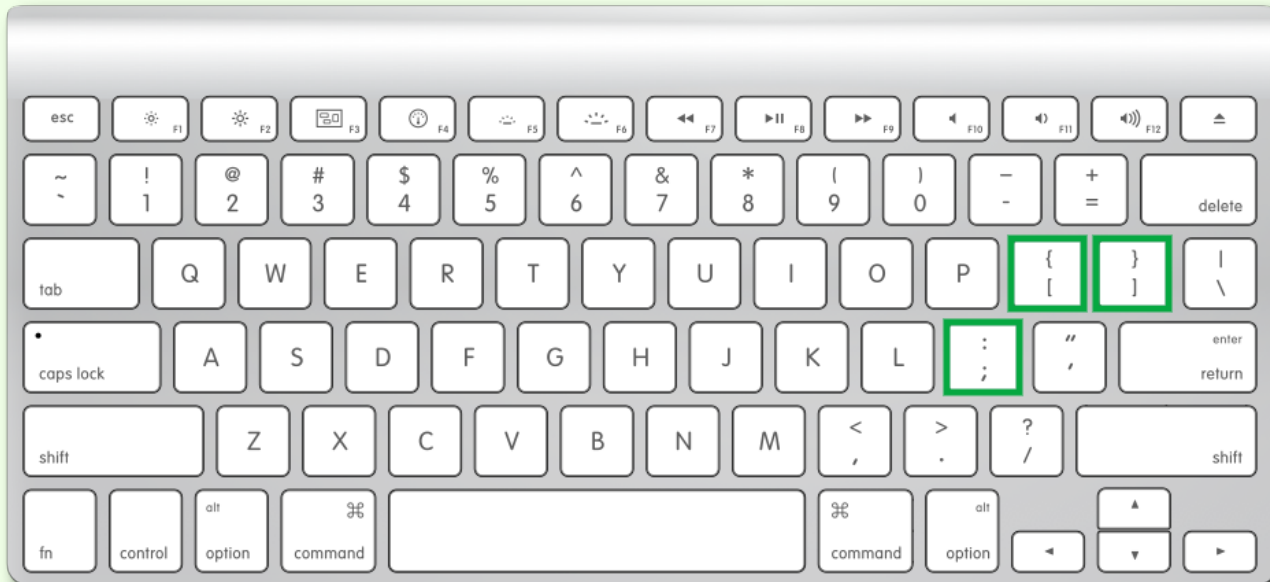 esc F1 F2 F3 F4 F5 F6 F7 F8 F9 F10 F11 F12
~ ! @ # $ % ^ & * ( ) – +
` 1 2 3 4 5 6 7 8 9 0 - = delete
tab Q W E R T Y U I O P { [ } ] | \
caps lock A S D F G H J K L : ; " ' enter return
shift Z X C V B N M < , > . ? / shift
fn control alt option ⌘ command ⌘ command alt option